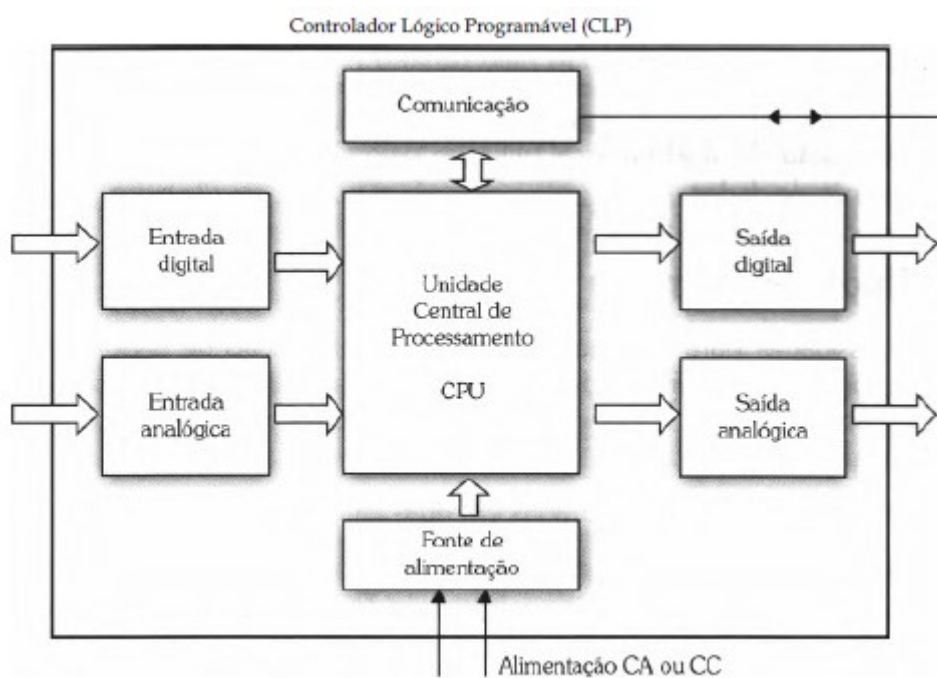 Controlador Lógico Programável (CLP)
Comunicação
Entrada
digital
Unidade
Central de
Processamento
CPU
Saída
digital
Entrada
analógica
Saída
analógica
Fonte de
alimentação
Alimentação CA ou CC